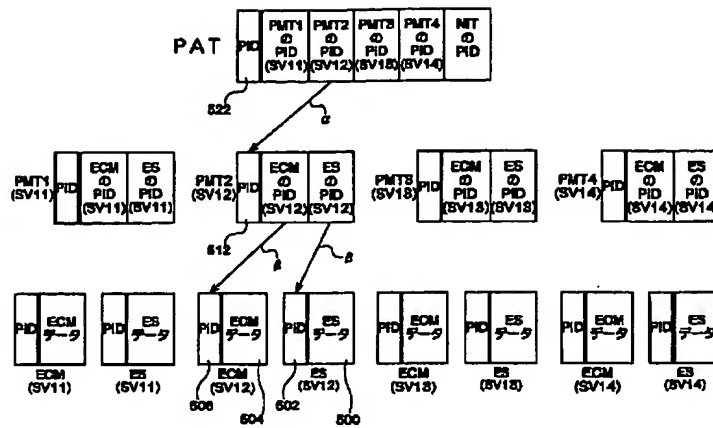 PAT
PID
PMT1 の PID (SV11)
PMT2 の PID (SV12)
PMT3 の PID (SV13)
PMT4 の PID (SV14)
NIT の PID
522
α
PMT1 (SV11)
PID
ECM の PID (SV11)
ES の PID (SV11)
PMT2 (SV12)
PID
ECM の PID (SV12)
ES の PID (SV12)
PMT3 (SV13)
PID
ECM の PID (SV13)
ES の PID (SV13)
PMT4 (SV14)
PID
ECM の PID (SV14)
ES の PID (SV14)
512
β
β
PID
ECM データ
PID
ES データ
PID
ECM データ
PID
ES データ
PID
ECM データ
PID
ES データ
PID
ECM データ
PID
ES データ
ECM (SV11)
ES (SV11)
506
ECM (SV12)
504
502
ES (SV12)
500
ECM (SV13)
ES (SV13)
ECM (SV14)
ES (SV14)